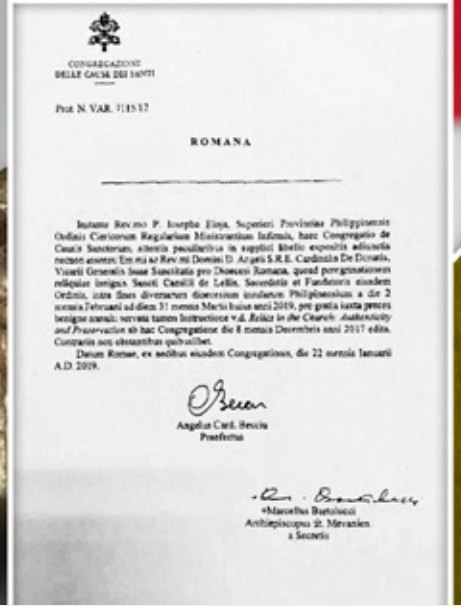 CONGREGAZIONE
DELLE CAUSE DEI SANTI
Prot. N. VAR.
ROMANA
Instante Rev.mo P. Iosepho Eloja, Superiori Provinciae Philippinensis
Ordinis Clericorum Regularium Ministrantium Infirmis, haec Congregatio de
Causis Sanctorum, attentis peculiaribus in supplici libello expositis adiunctis
necnon assensu Em.mi ac Rev.mi Domini D. Angeli S.R.E. Cardinalis De Donatis,
Vicarii Generalis Suae Sanctitatis pro Dioecesi Romana, quoad peregrinationem
reliquiae insignis Sancti Camilli de Lellis, Sacerdotis et Fundatoris eiusdem
Ordinis, intra fines diversarum dioecesium insularum Philippinensium a die 2
mensis Februarii ad diem 31 mensis Martii huius anni 2019, pro gratia iuxta preces
benigne annuit: servata tamen Instructione v.d. Relics in the Church: Authenticity
and Preservation ab hac Congregatione die 8 mensis Decembris anni 2017 edita.
Contrariis non obstantibus quibuslibet.
Datum Romae, ex aedibus eiusdem Congregationis, die 22 mensis Ianuarii
A.D. 2019.
Angelus Card. Becciu
Praefectus
+Marcellus Bartolucci
Archiepiscopus tit. Mevanien.
a Secretis